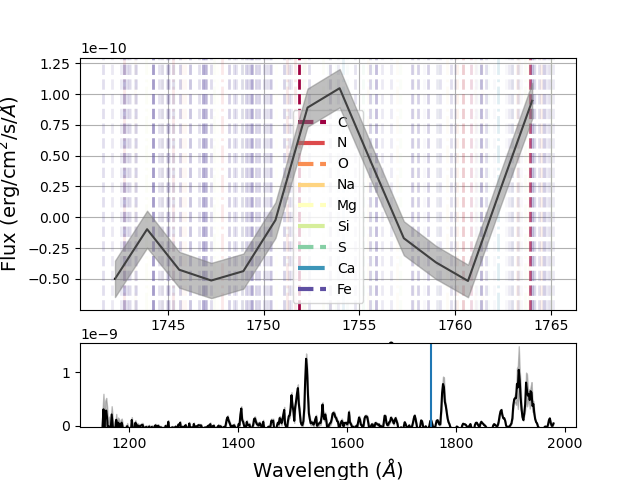 1e−10
Flux (erg/cm²/s/Å)
1.25
1.00
0.75
0.50
0.25
0.00
−0.25
−0.50
C
N
O
Na
Mg
Si
S
Ca
Fe
1745 1750 1755 1760 1765
1e−9
1
0
1200 1400 1600 1800 2000
Wavelength (Å)